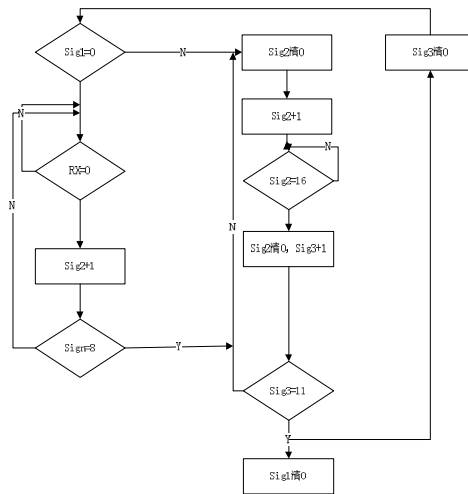 Sig1=0
N
Sig2清0
Sig3清0
Sig2+1
N
RX=0
N
Sig2=16
N
N
Sig2清0, Sig3+1
Sig2+1
Sign=8
Y
Sig3=11
Y
Sig1清0